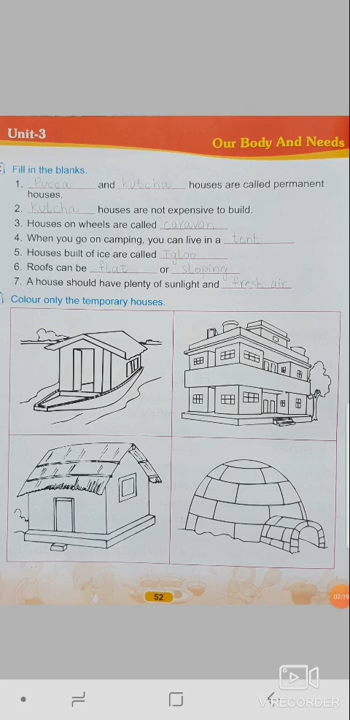 Unit-3
Our Body And Needs
Fill in the blanks.
1. Pucca and kutcha houses are called permanent
houses.
2. kutcha houses are not expensive to build.
3. Houses on wheels are called caravan
4. When you go on camping, you can live in a tent
5. Houses built of ice are called Igloo
6. Roofs can be flat or sloping
7. A house should have plenty of sunlight and fresh air
Colour only the temporary houses.
52
02:19
V RECORDER